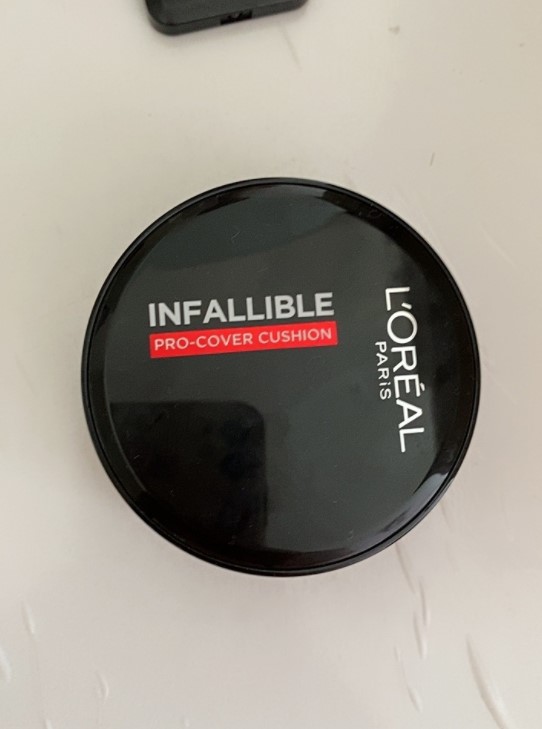 INFALLIBLE
PRO-COVER CUSHION
L'ORÉAL
PARiS